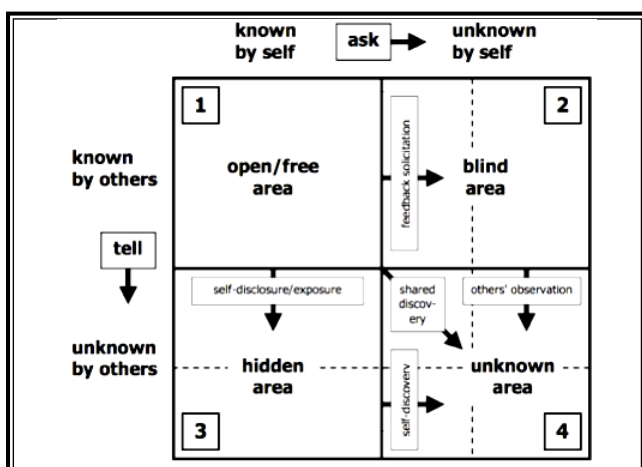 known
by self
ask
unknown
by self
1
2
known
by others
open/free
area
feedback solicitation
blind
area
tell
self-disclosure/exposure
shared
discov-
ery
others' observation
unknown
by others
hidden
area
self-discovery
unknown
area
3
4